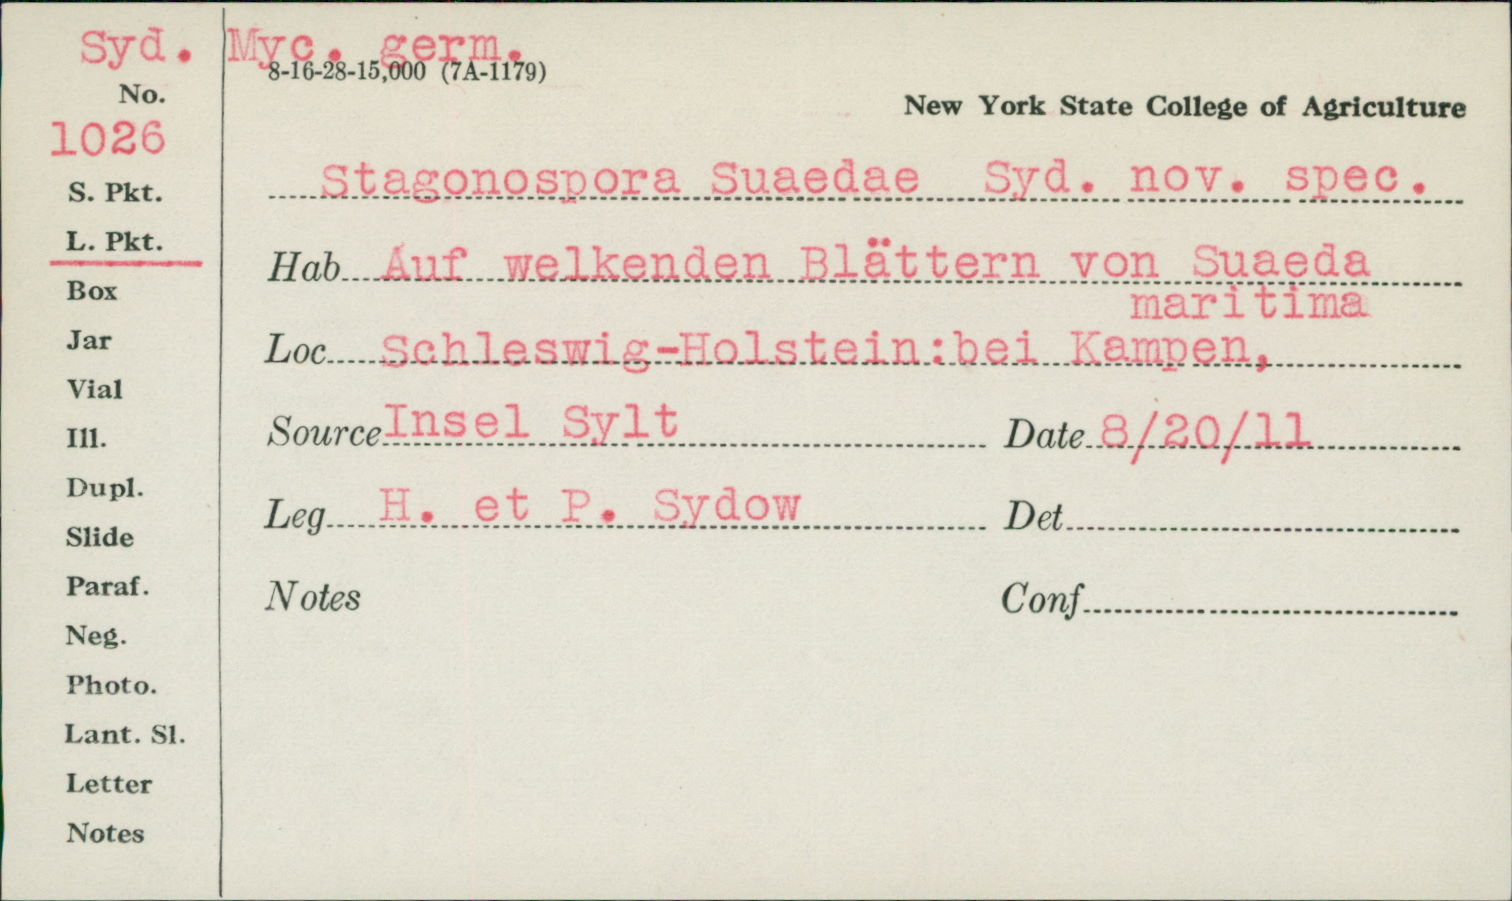 Syd. Myc. germ.
8-16-28-15,000 (7A-1179)
No.
1026
New York State College of Agriculture
S. Pkt.
Stagonospora Suaedae Syd. nov. spec.
L. Pkt.
Hab Auf welkenden Blättern von Suaeda
maritima
Box
Jar
Loc Schleswig-Holstein:bei Kampen,
Vial
Ill.
Source Insel Sylt Date 8/20/11
Dupl.
Leg H. et P. Sydow Det
Slide
Paraf.
Notes Conf
Neg.
Photo.
Lant. Sl.
Letter
Notes